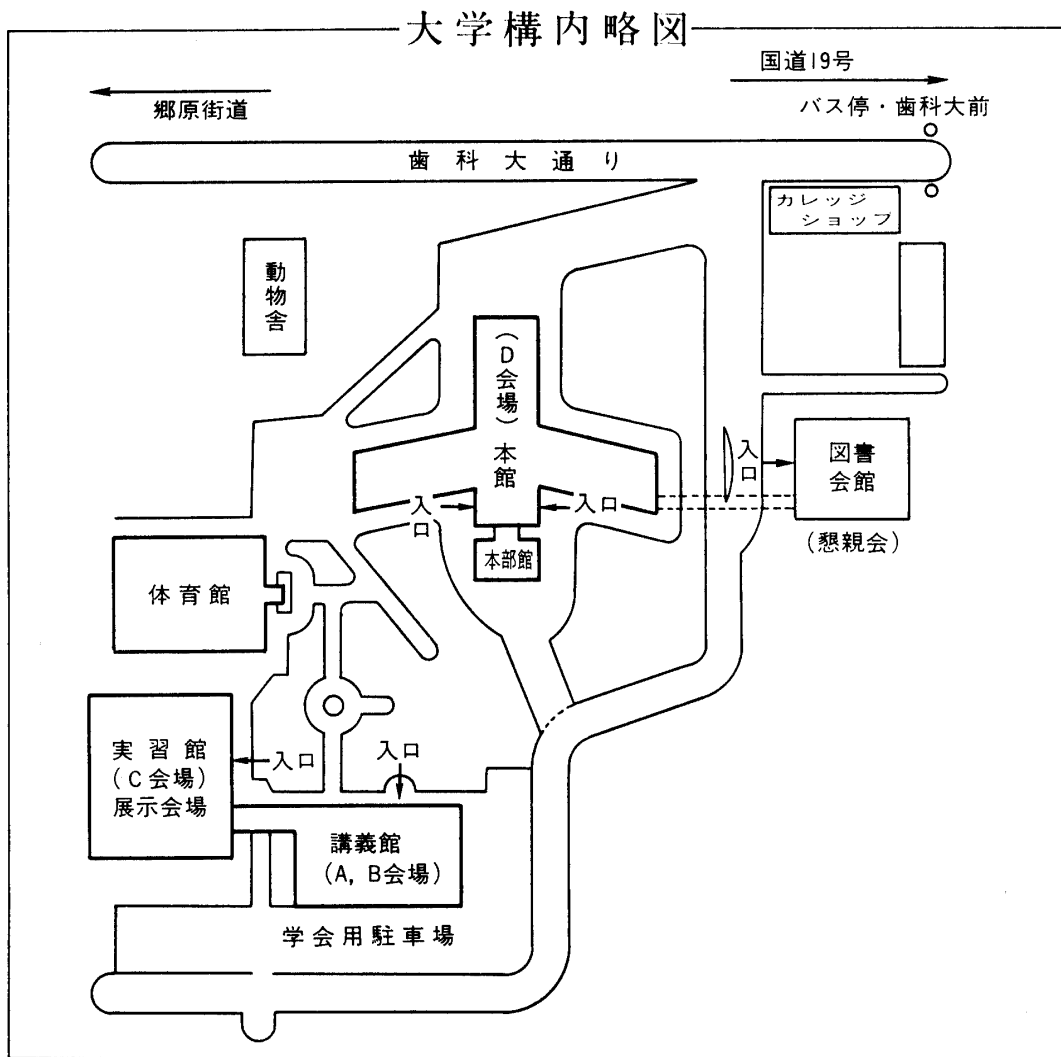 大学構内略図
国道19号
郷原街道
バス停・歯科大前
歯科大通り
カレッジ
ショップ
動物舎
(D会場)
本館
入口
入口
入口
図書
会館
(懇親会)
本部館
体育館
入口
入口
実習館
(C会場)
展示会場
講義館
(A, B会場)
学会用駐車場